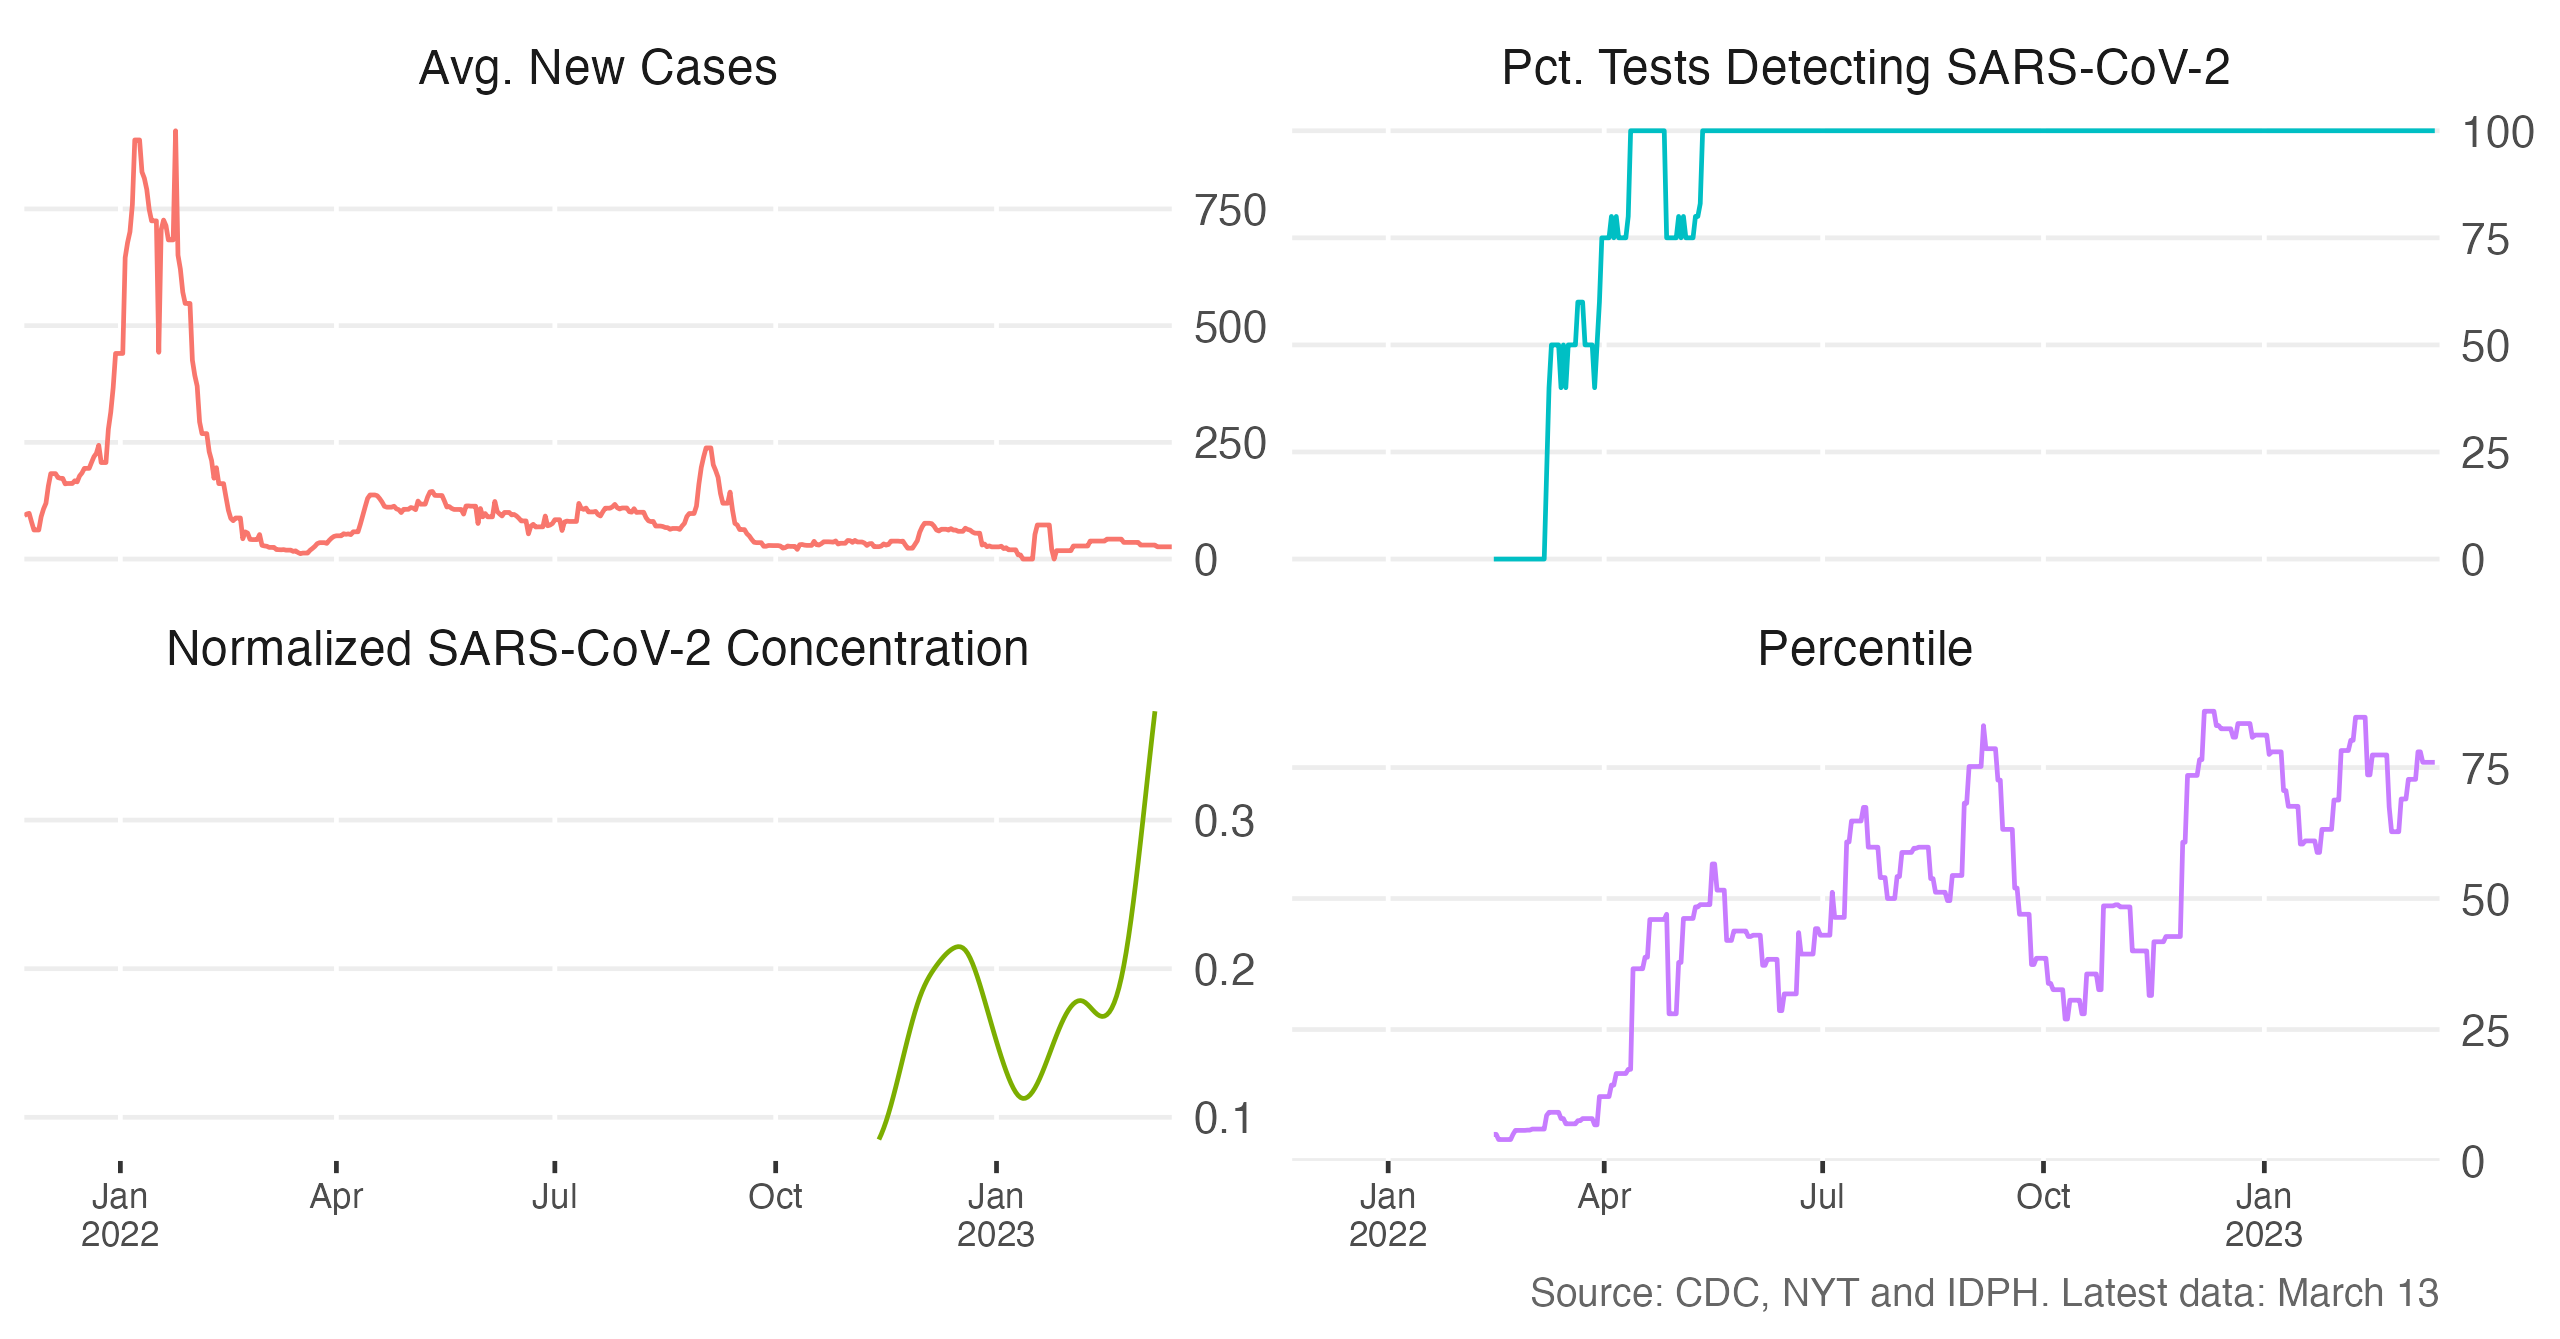 Avg. New Cases
750
500
250
0
Pct. Tests Detecting SARS-CoV-2
100
75
50
25
0
Normalized SARS-CoV-2 Concentration
0.3
0.2
0.1
Jan
2022
Apr
Jul
Oct
Jan
2023
Percentile
75
50
25
0
Jan
2022
Apr
Jul
Oct
Jan
2023
Source: CDC, NYT and IDPH. Latest data: March 13